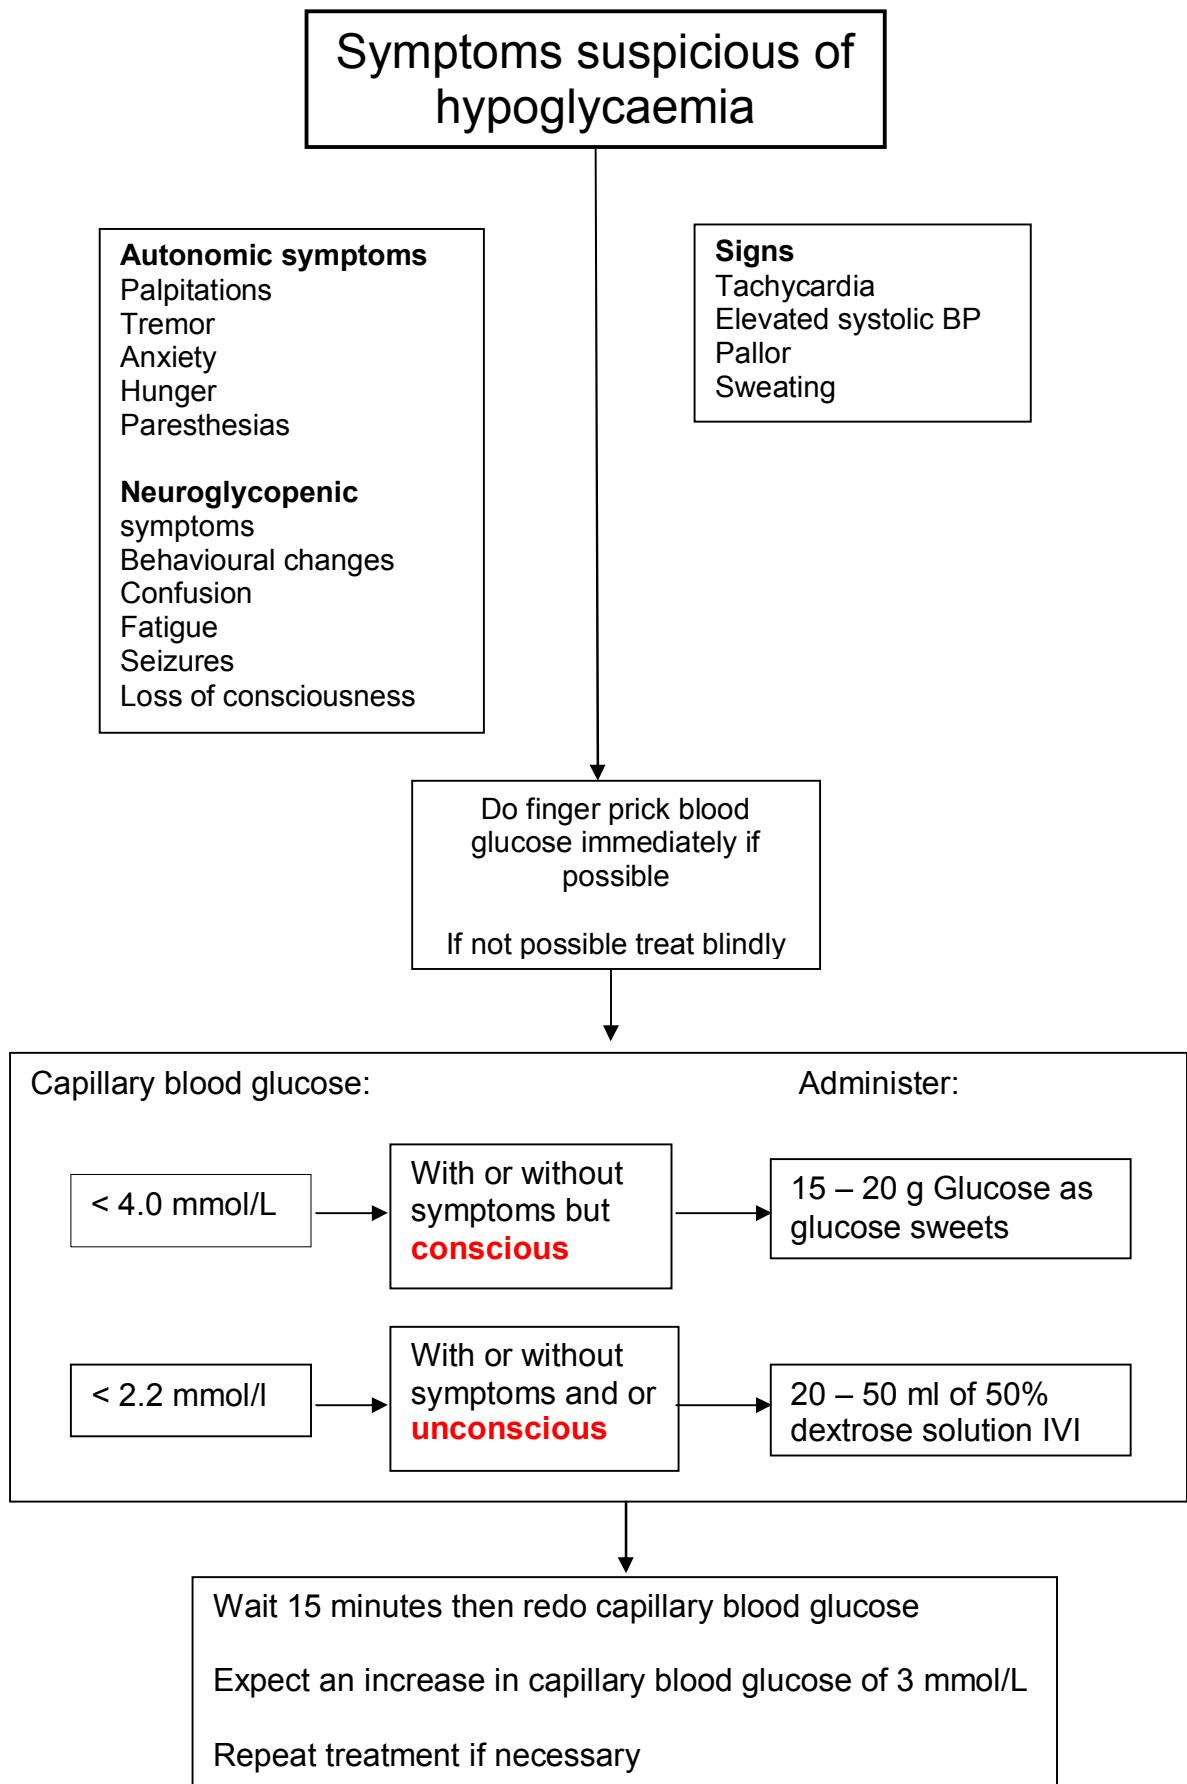 Symptoms suspicious of
hypoglycaemia
Autonomic symptoms
Palpitations
Tremor
Anxiety
Hunger
Paresthesias
Neuroglycopenic
symptoms
Behavioural changes
Confusion
Fatigue
Seizures
Loss of consciousness
Signs
Tachycardia
Elevated systolic BP
Pallor
Sweating
Do finger prick blood
glucose immediately if
possible
If not possible treat blindly
Capillary blood glucose:
Administer:
< 4.0 mmol/L
With or without
symptoms but
conscious
15 – 20 g Glucose as
glucose sweets
< 2.2 mmol/l
With or without
symptoms and or
unconscious
20 – 50 ml of 50%
dextrose solution IVI
Wait 15 minutes then redo capillary blood glucose
Expect an increase in capillary blood glucose of 3 mmol/L
Repeat treatment if necessary